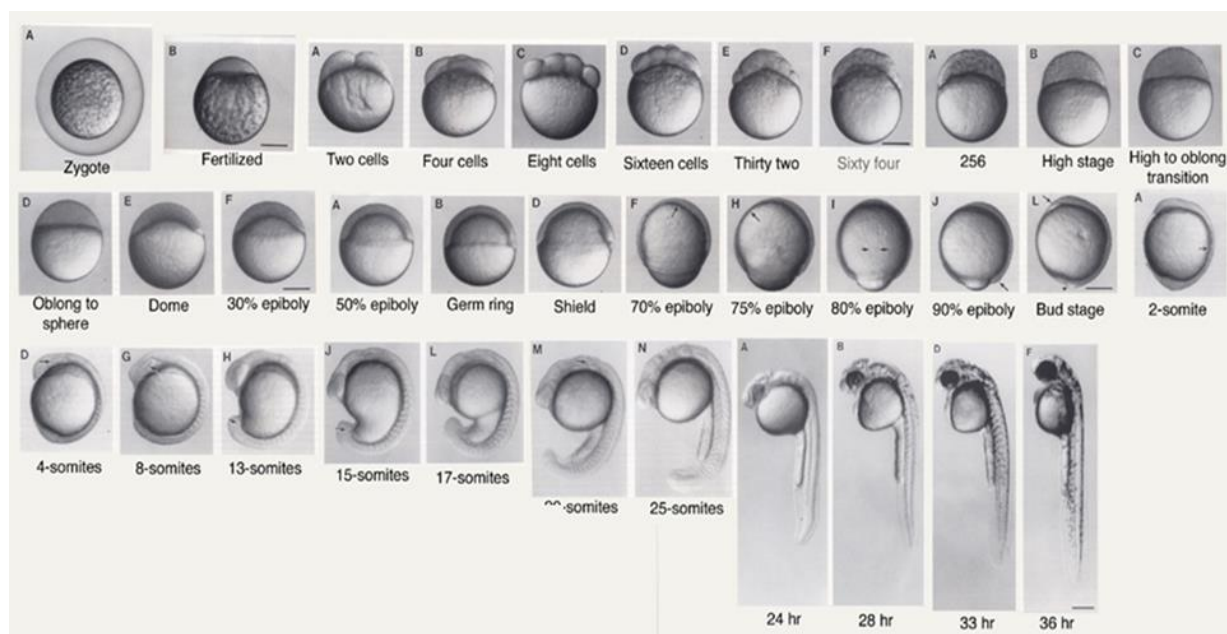 A
B
A
B
C
D
E
F
A
B
C
Zygote
Fertilized
Two cells
Four cells
Eight cells
Sixteen cells
Thirty two
Sixty four
256
High stage
High to oblong
transition
D
E
F
A
B
D
F
H
I
J
L
A
Oblong to
sphere
Dome
30% epiboly
50% epiboly
Germ ring
Shield
70% epiboly
75% epiboly
80% epiboly
90% epiboly
Bud stage
2-somite
D
G
H
J
L
M
N
A
B
D
F
4-somites
8-somites
13-somites
15-somites
17-somites
-somites
25-somites
24 hr
28 hr
33 hr
36 hr